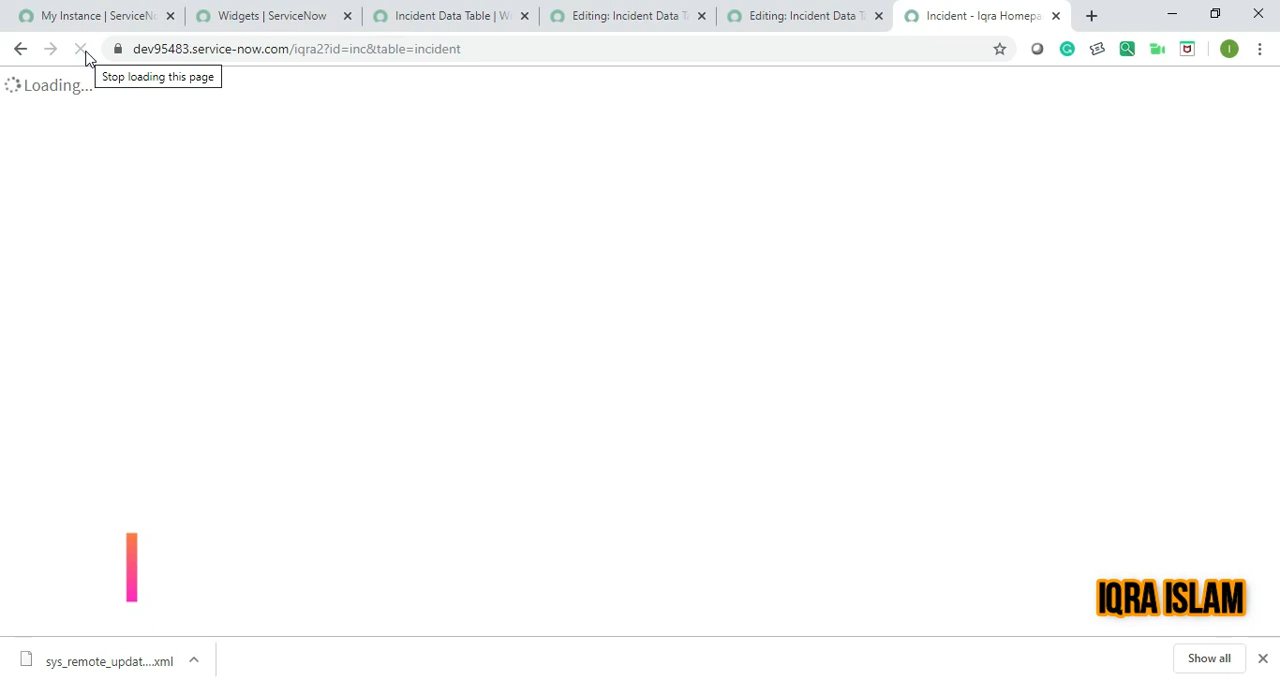 My Instance | ServiceN
Widgets | ServiceNow
Incident Data Table | W
Editing: Incident Data T
Editing: Incident Data T
Incident - Iqra Homepa
dev95483.service-now.com/iqra2?id=inc&table=incident
Stop loading this page
Loading...
IQRA ISLAM
sys_remote_updat....xml
Show all